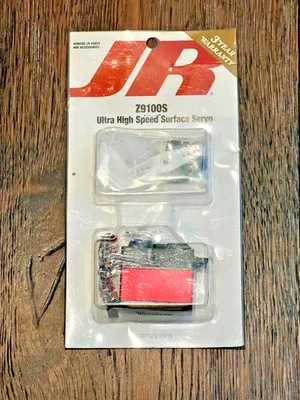 GENUINE JR PARTS
AND ACCESSORIES
3 YEAR
WARRANTY
JR
®
Z9100S
Ultra High Speed Surface Servo